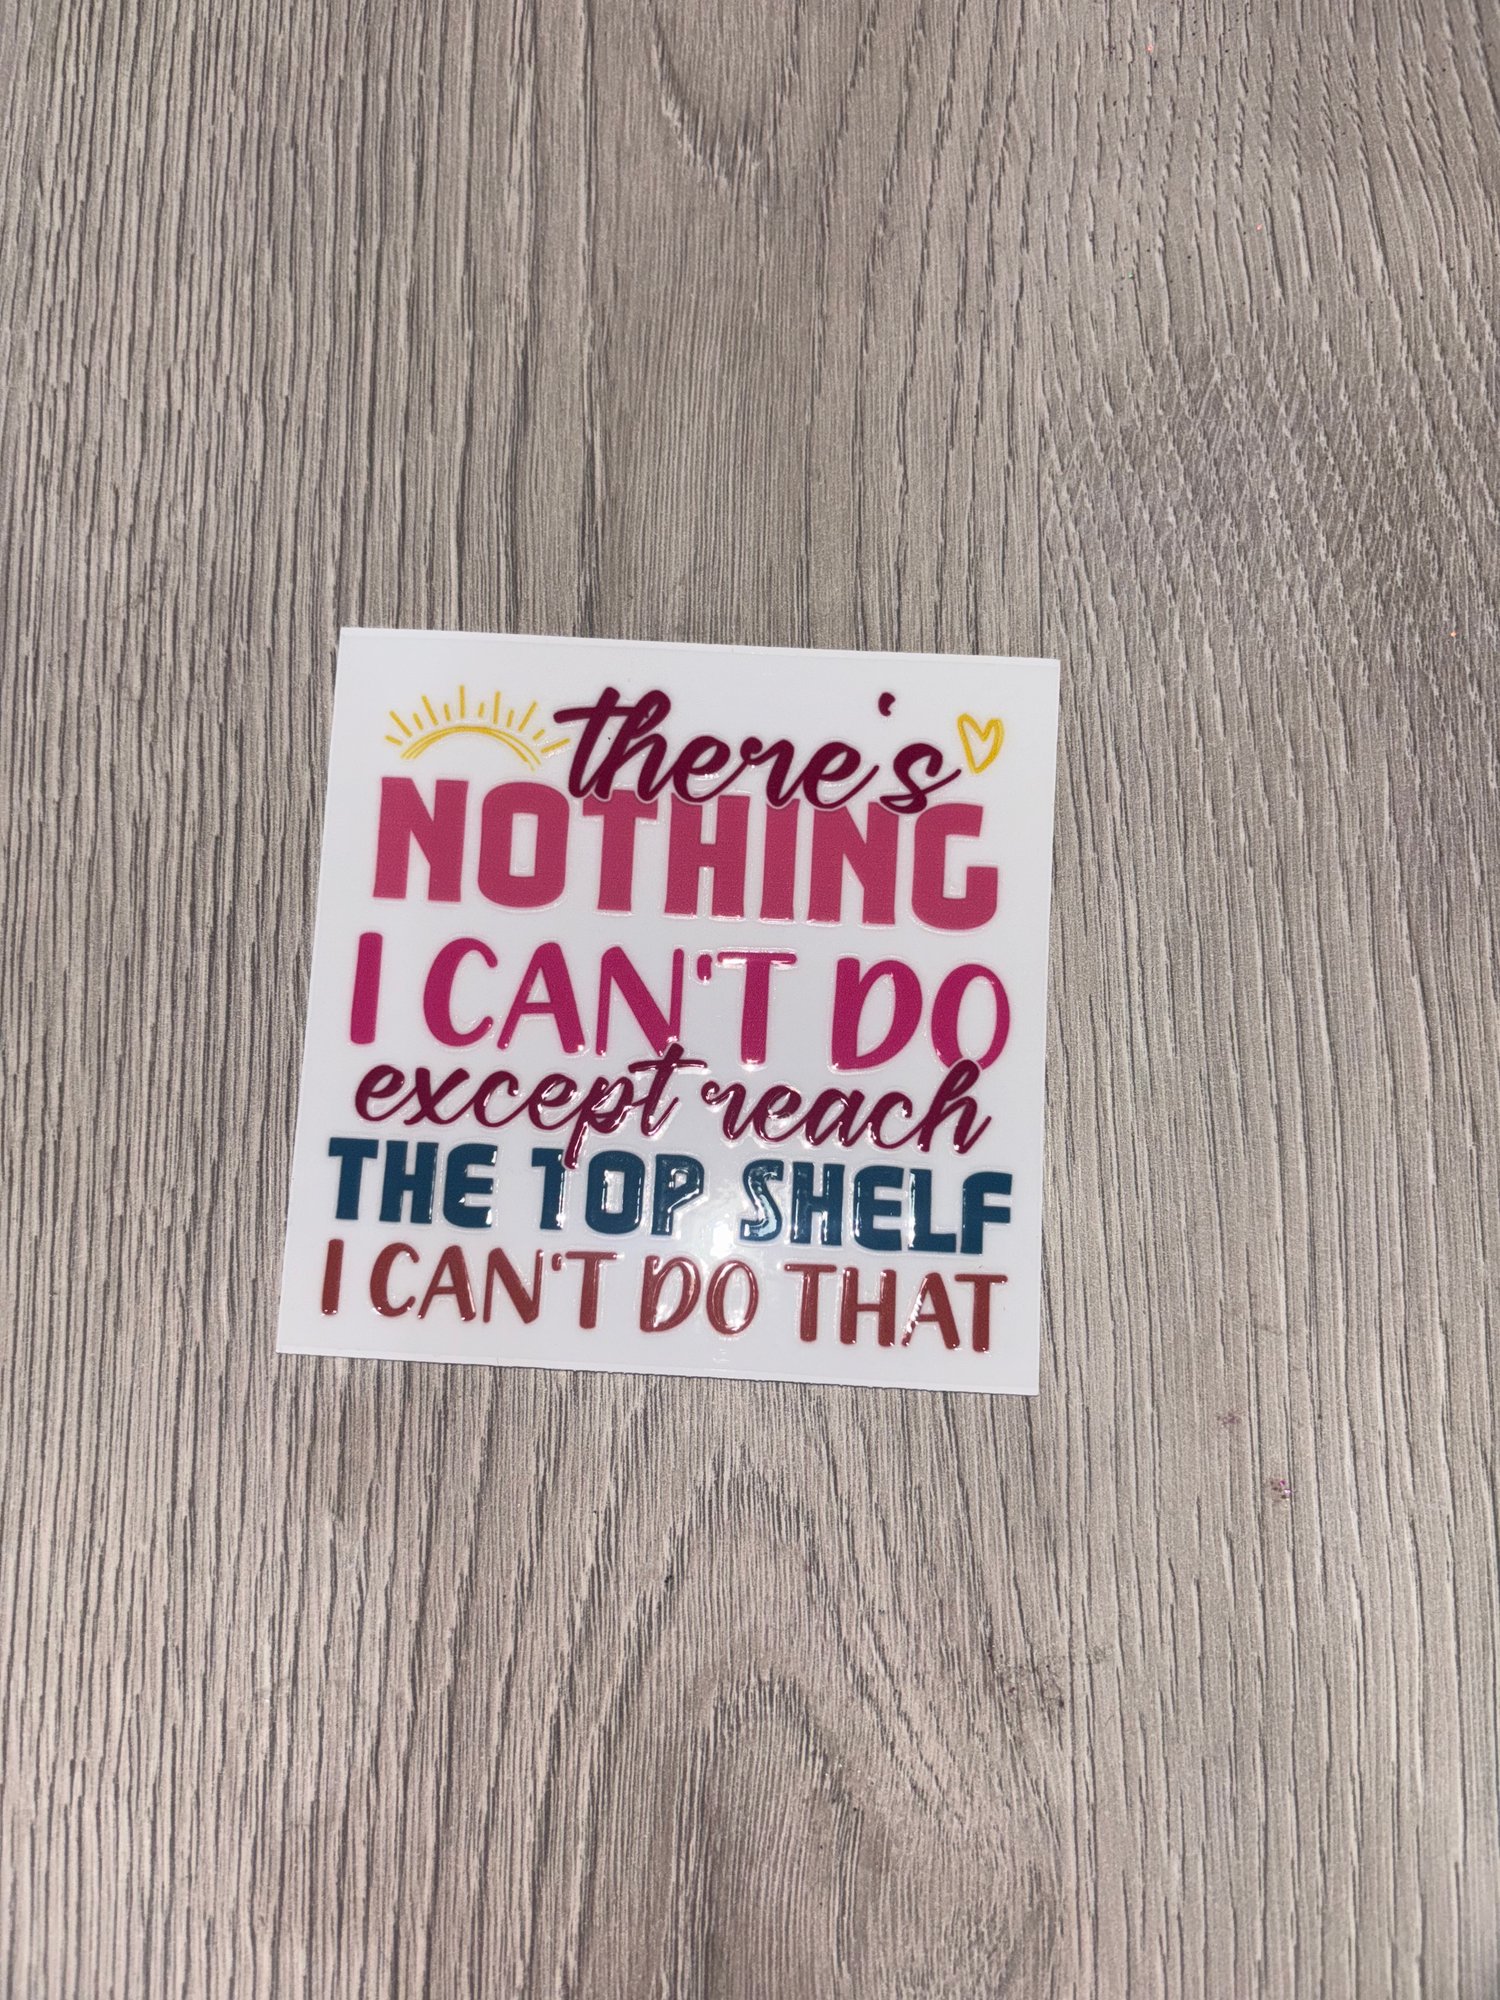 there's
NOTHING
I CAN'T DO
except reach
THE TOP SHELF
I CAN'T DO THAT